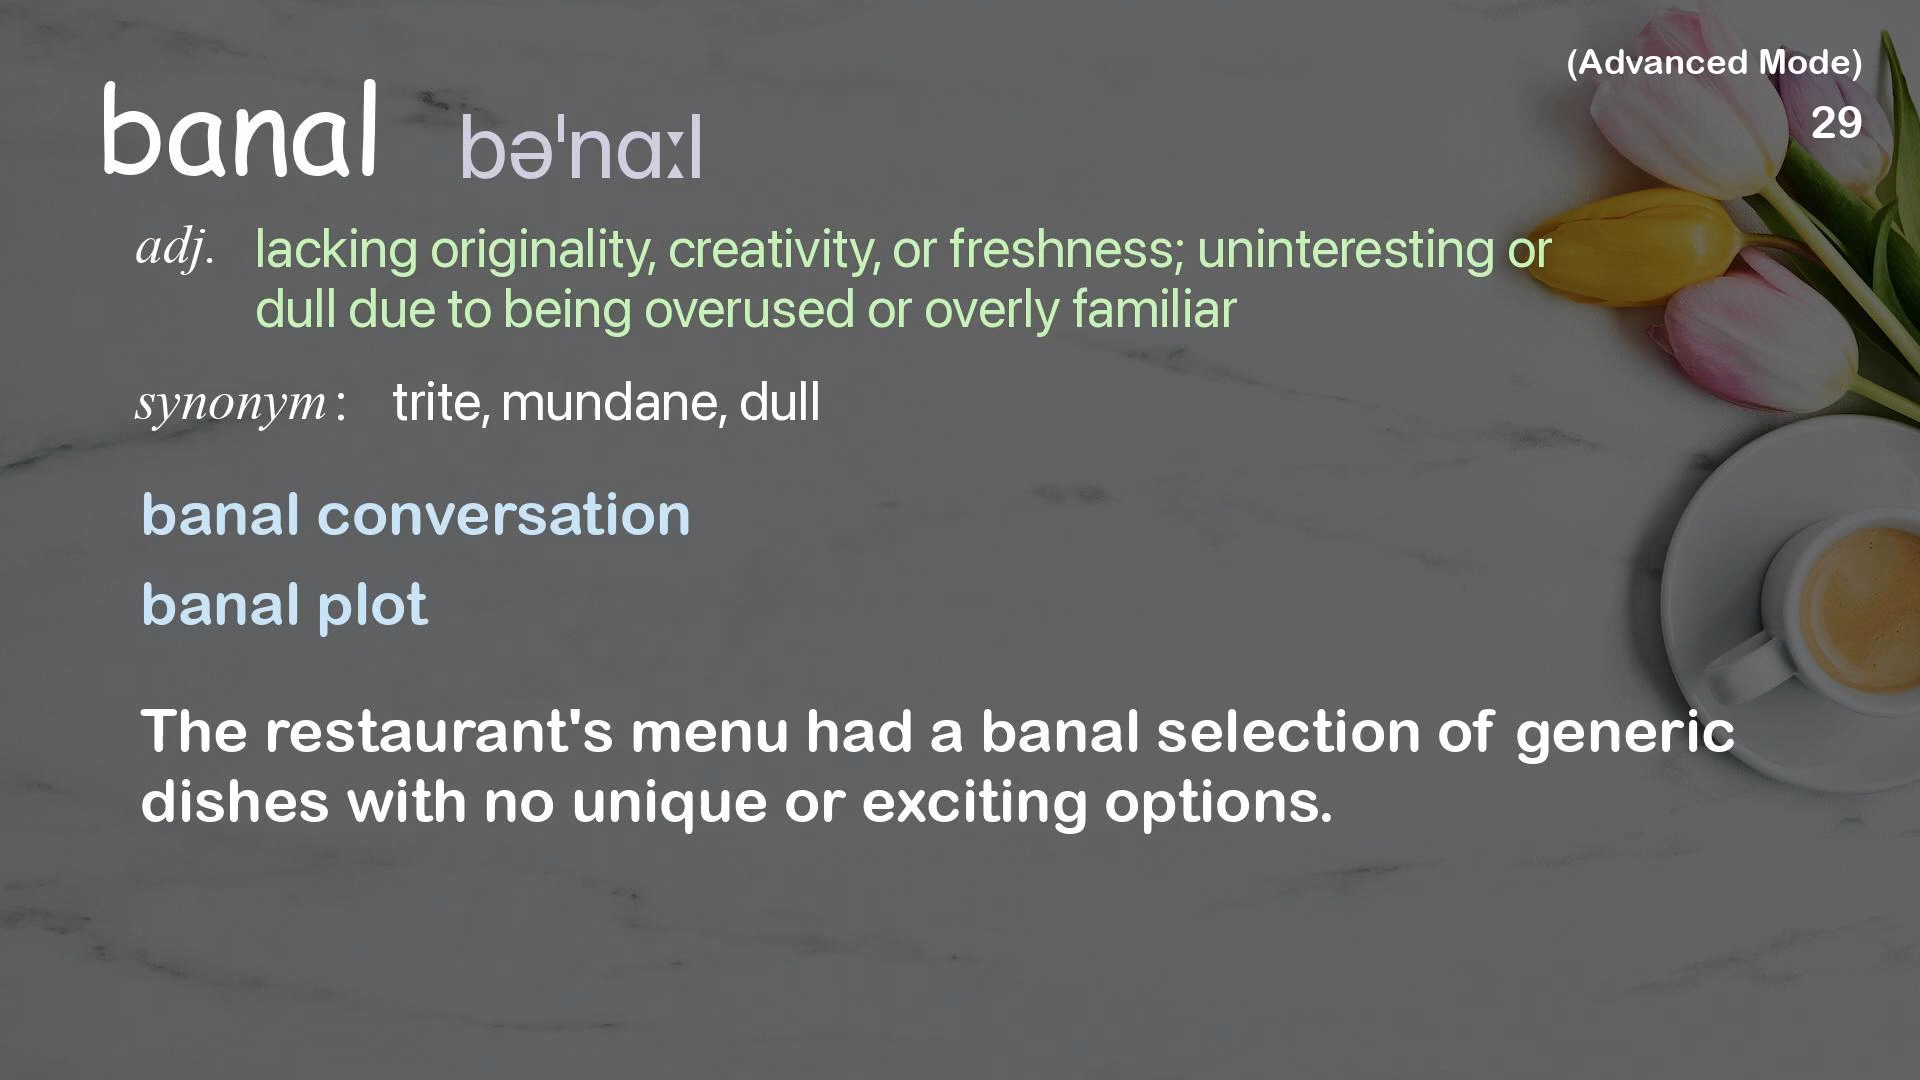 (Advanced Mode)
29
banal bəˈnɑːl
adj. lacking originality, creativity, or freshness; uninteresting or
dull due to being overused or overly familiar
synonym: trite, mundane, dull
banal conversation
banal plot
The restaurant's menu had a banal selection of generic
dishes with no unique or exciting options.